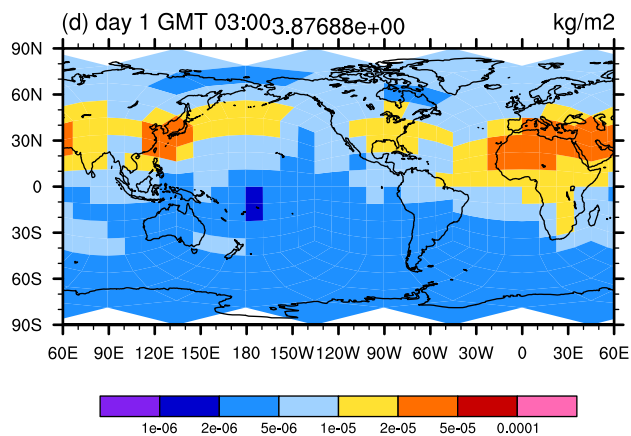 (d) day 1 GMT 03:00 3.87688e+00 kg/m2
90N
60N
30N
0
30S
60S
90S
60E 90E 120E 150E 180 150W 120W 90W 60W 30W 0 30E 60E
1e-06 2e-06 5e-06 1e-05 2e-05 5e-05 0.0001